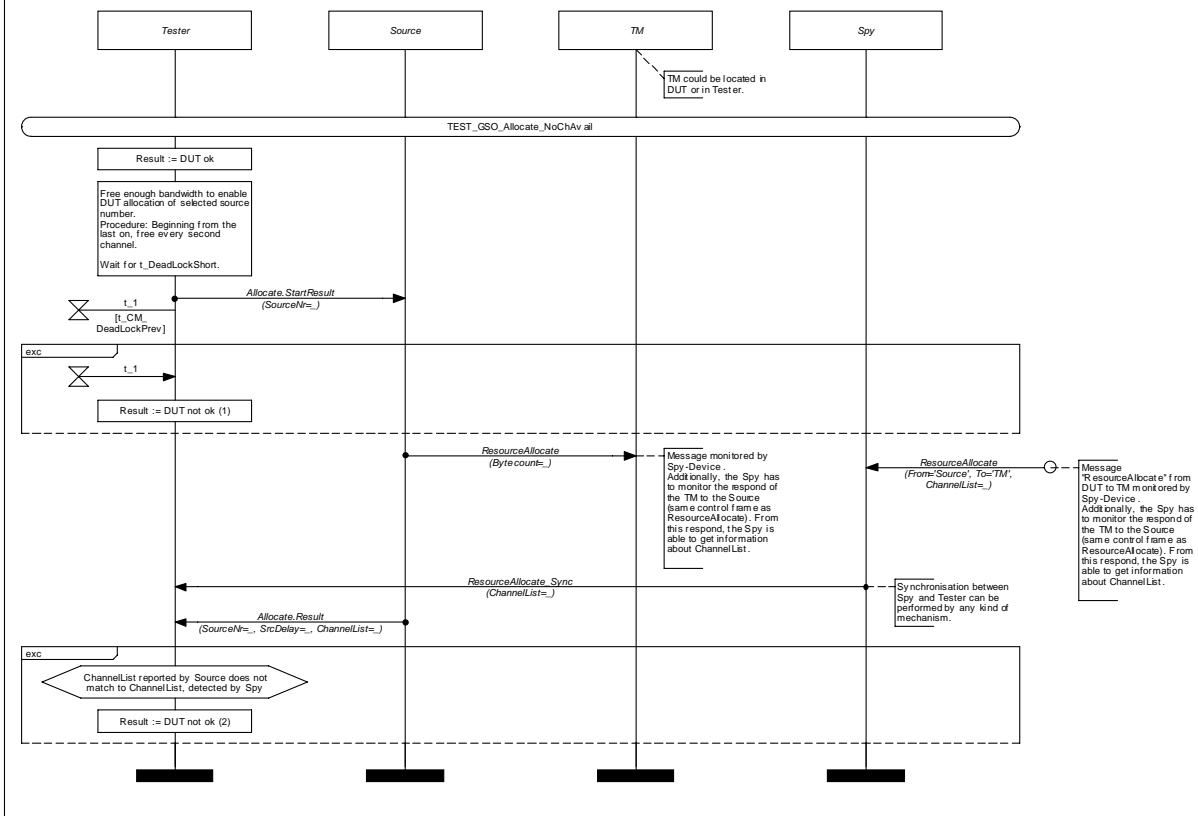 Tester
Source
TM
Spy
TM could be located in
DUT or in Tester.
TEST_GSO_Allocate_NoChAvail
Result := DUT ok
Free enough bandwidth to enable
DUT allocation of selected source
number.
Procedure: Beginning from the
last on, free every second
channel.
Wait for t_DeadLockShort.
Allocate.StartResult
(SourceNr=_)
t_1
[t_CM_
DeadLockPrev]
exc
t_1
Result := DUT not ok (1)
ResourceAllocate
(Bytecount=_)
Message monitored by
Spy-Device.
Additionally, the Spy has
to monitor the respond of
the TM to the Source
(same control frame as
ResourceAllocate). From
this respond, the Spy is
able to get information
about ChannelList.
ResourceAllocate
(From='Source', To='TM',
ChannelList=_)
Message
"ResourceAllocate" from
DUT to TM monitored by
Spy-Device.
Additionally, the Spy has
to monitor the respond of
the TM to the Source
(same control frame as
ResourceAllocate). From
this respond, the Spy is
able to get information
about ChannelList.
ResourceAllocate_Sync
(ChannelList=_)
Synchronisation between
Spy and Tester can be
performed by any kind of
mechanism.
Allocate.Result
(SourceNr=_, SrcDelay=_, ChannelList=_)
exc
ChannelList reported by Source does not
match to ChannelList, detected by Spy
Result := DUT not ok (2)